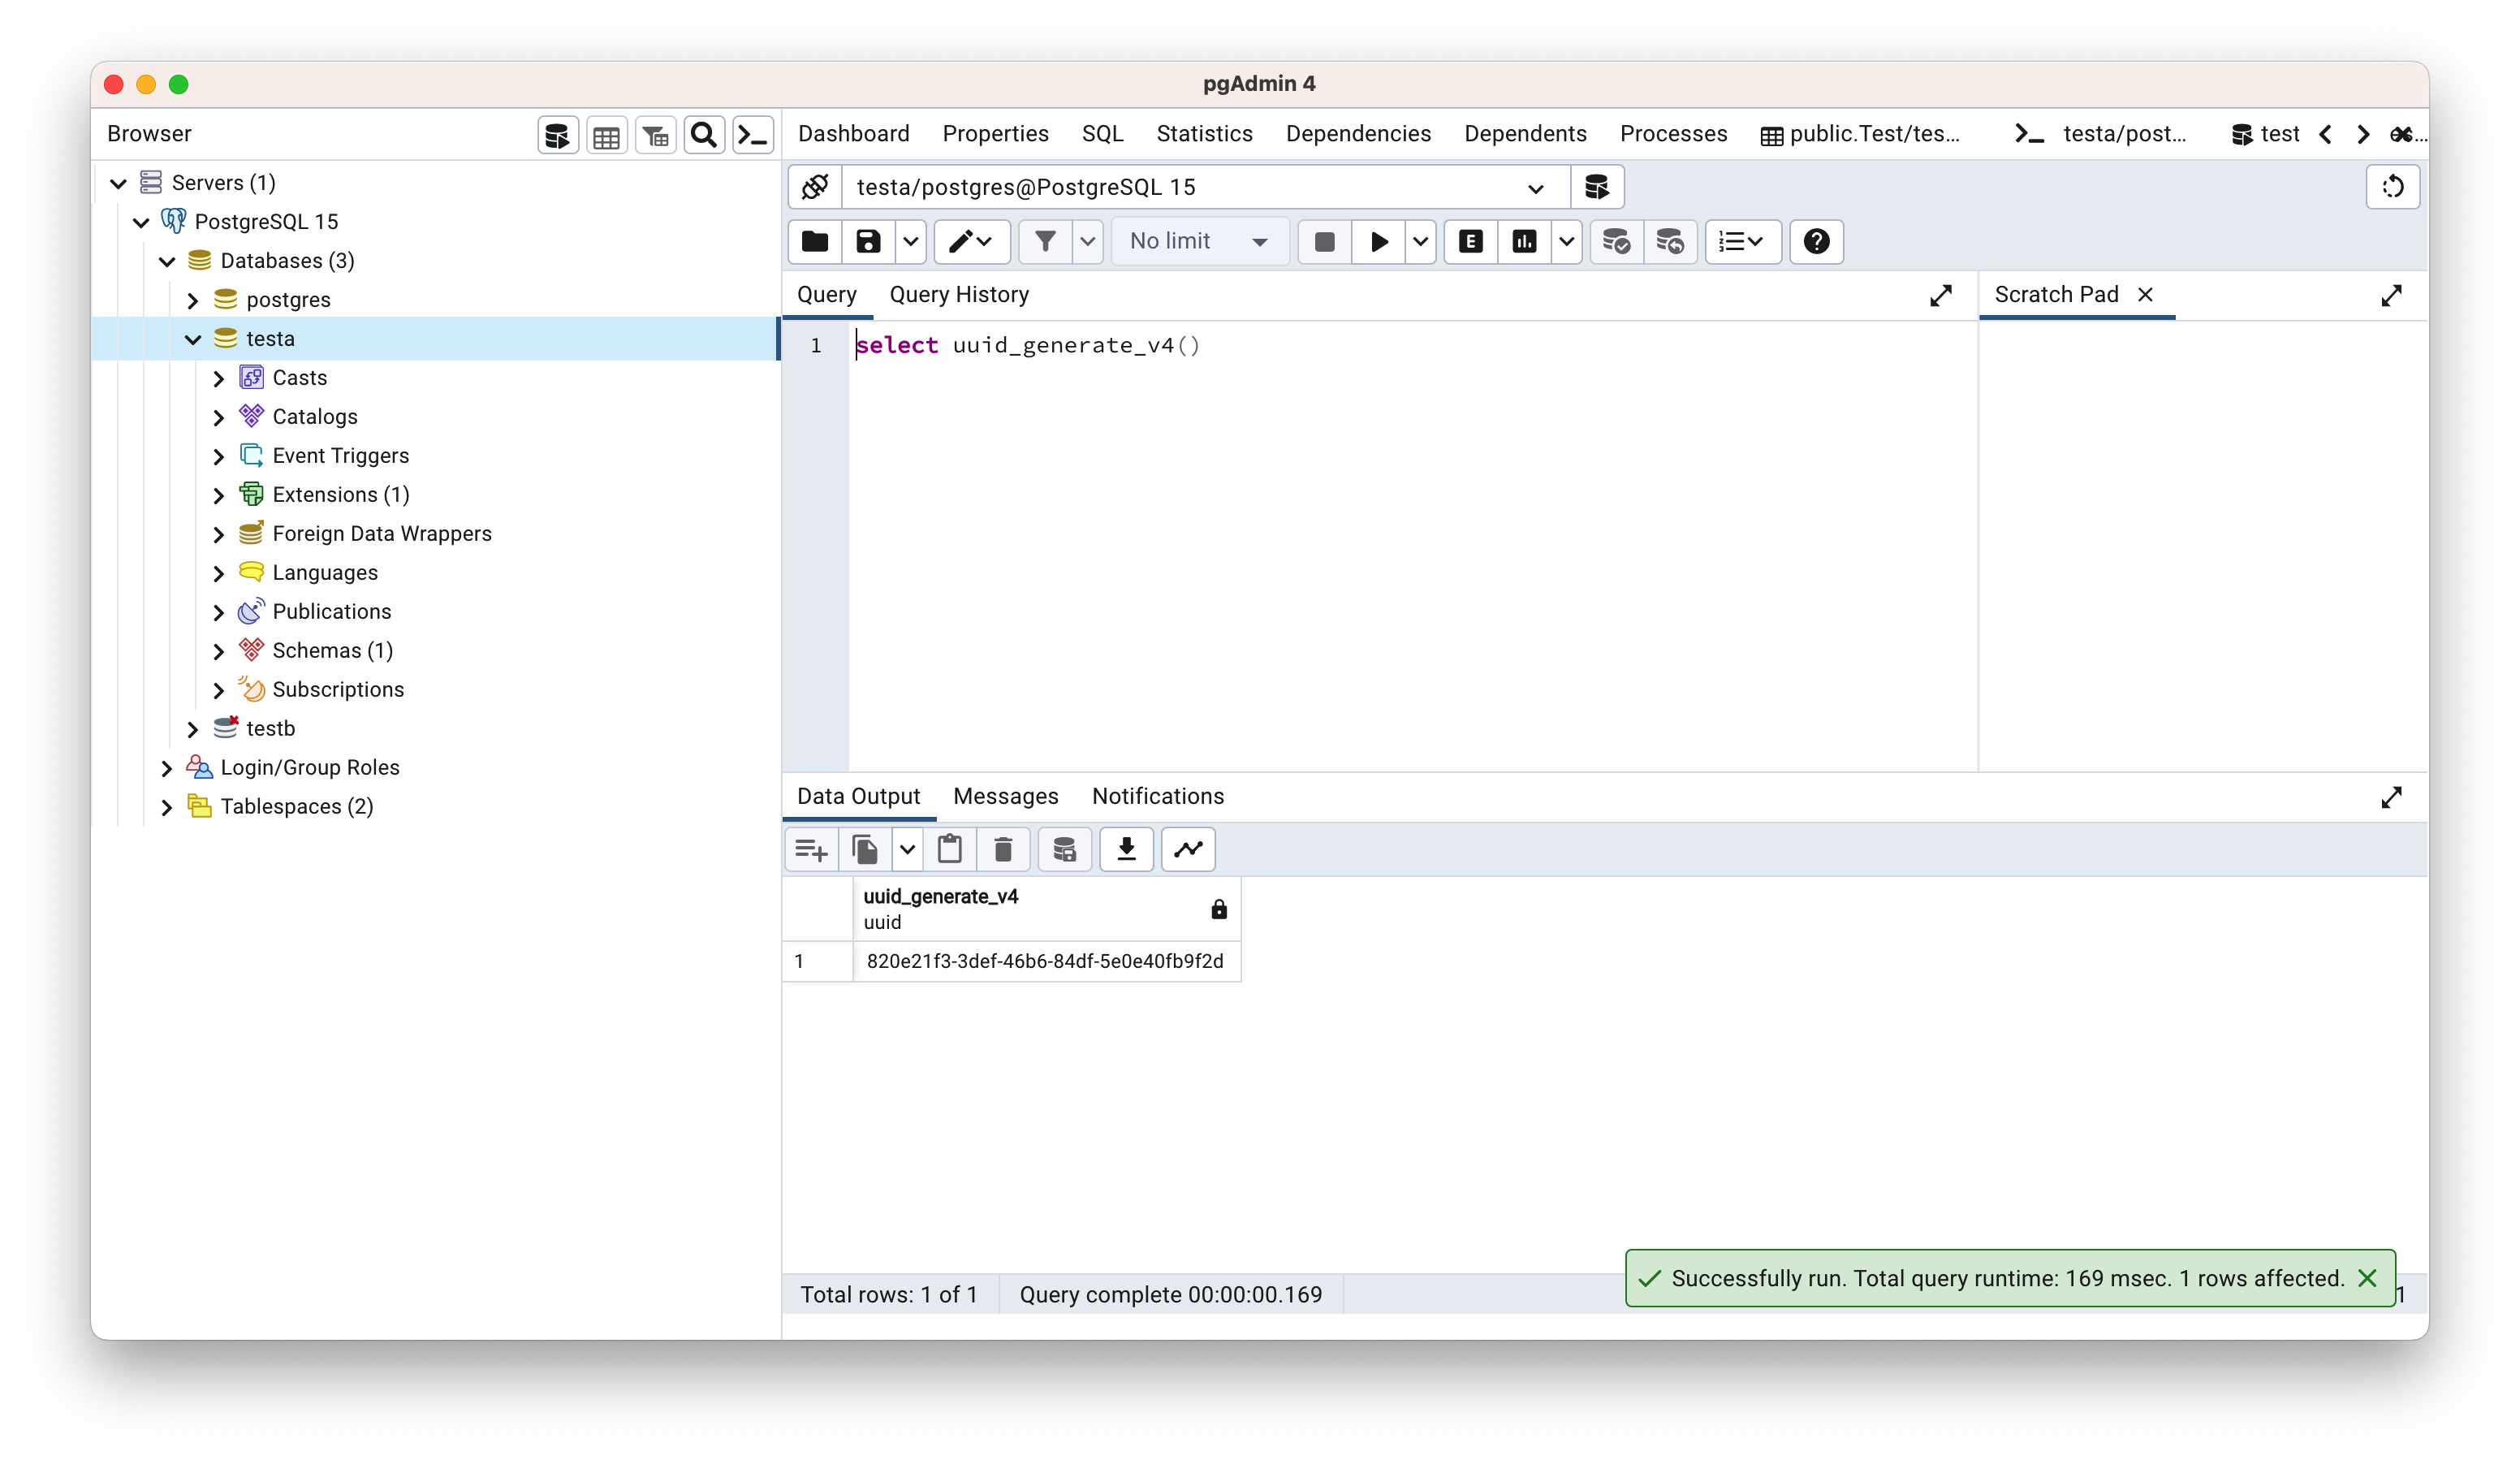 pgAdmin 4
Browser
Dashboard Properties SQL Statistics Dependencies Dependents Processes public.Test/tes... testa/post... test
Servers (1)
PostgreSQL 15
Databases (3)
postgres
testa
Casts
Catalogs
Event Triggers
Extensions (1)
Foreign Data Wrappers
Languages
Publications
Schemas (1)
Subscriptions
testb
Login/Group Roles
Tablespaces (2)
testa/postgres@PostgreSQL 15
No limit
E
Query Query History Scratch Pad
1 select uuid_generate_v4()
Data Output Messages Notifications
uuid_generate_v4
uuid
1 820e21f3-3def-46b6-84df-5e0e40fb9f2d
Total rows: 1 of 1 Query complete 00:00:00.169
Successfully run. Total query runtime: 169 msec. 1 rows affected.